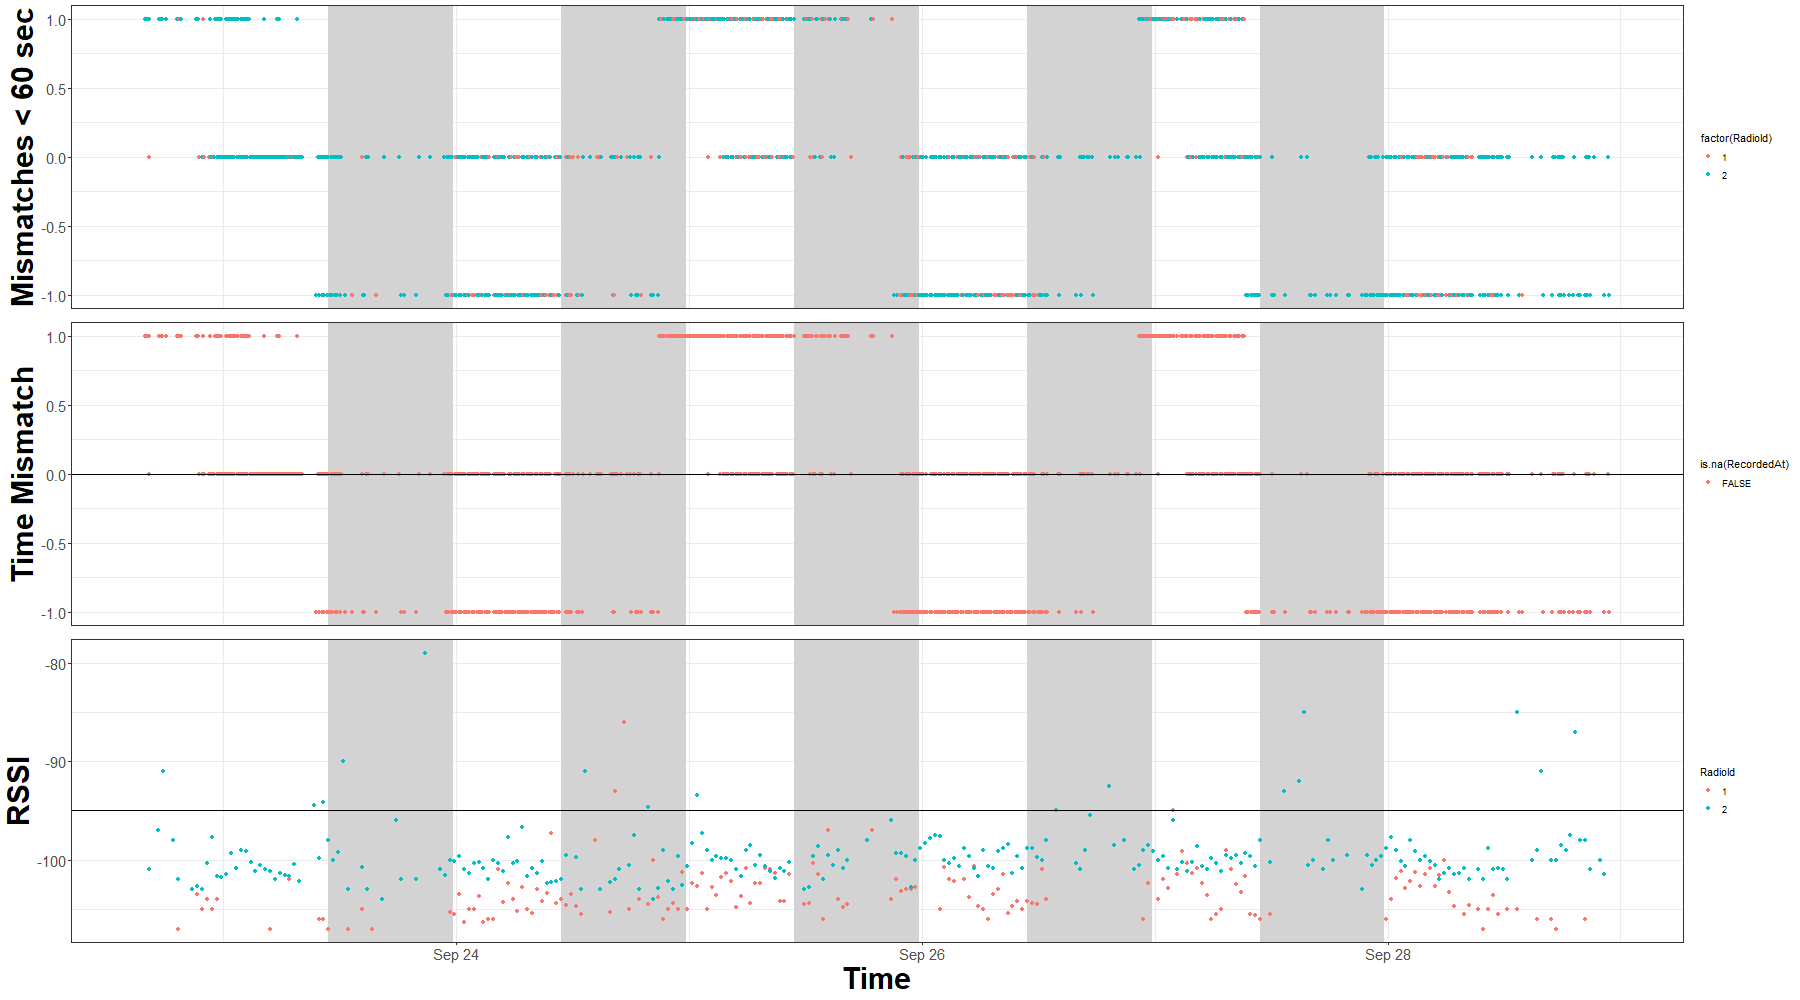 Mismatches < 60 sec
1.0
0.5
0.0
-0.5
-1.0
factor(RadioId)
1
2
Time Mismatch
1.0
0.5
0.0
-0.5
-1.0
is.na(RecordedAt)
FALSE
RSSI
-80
-90
-100
RadioId
1
2
Sep 24
Sep 26
Sep 28
Time